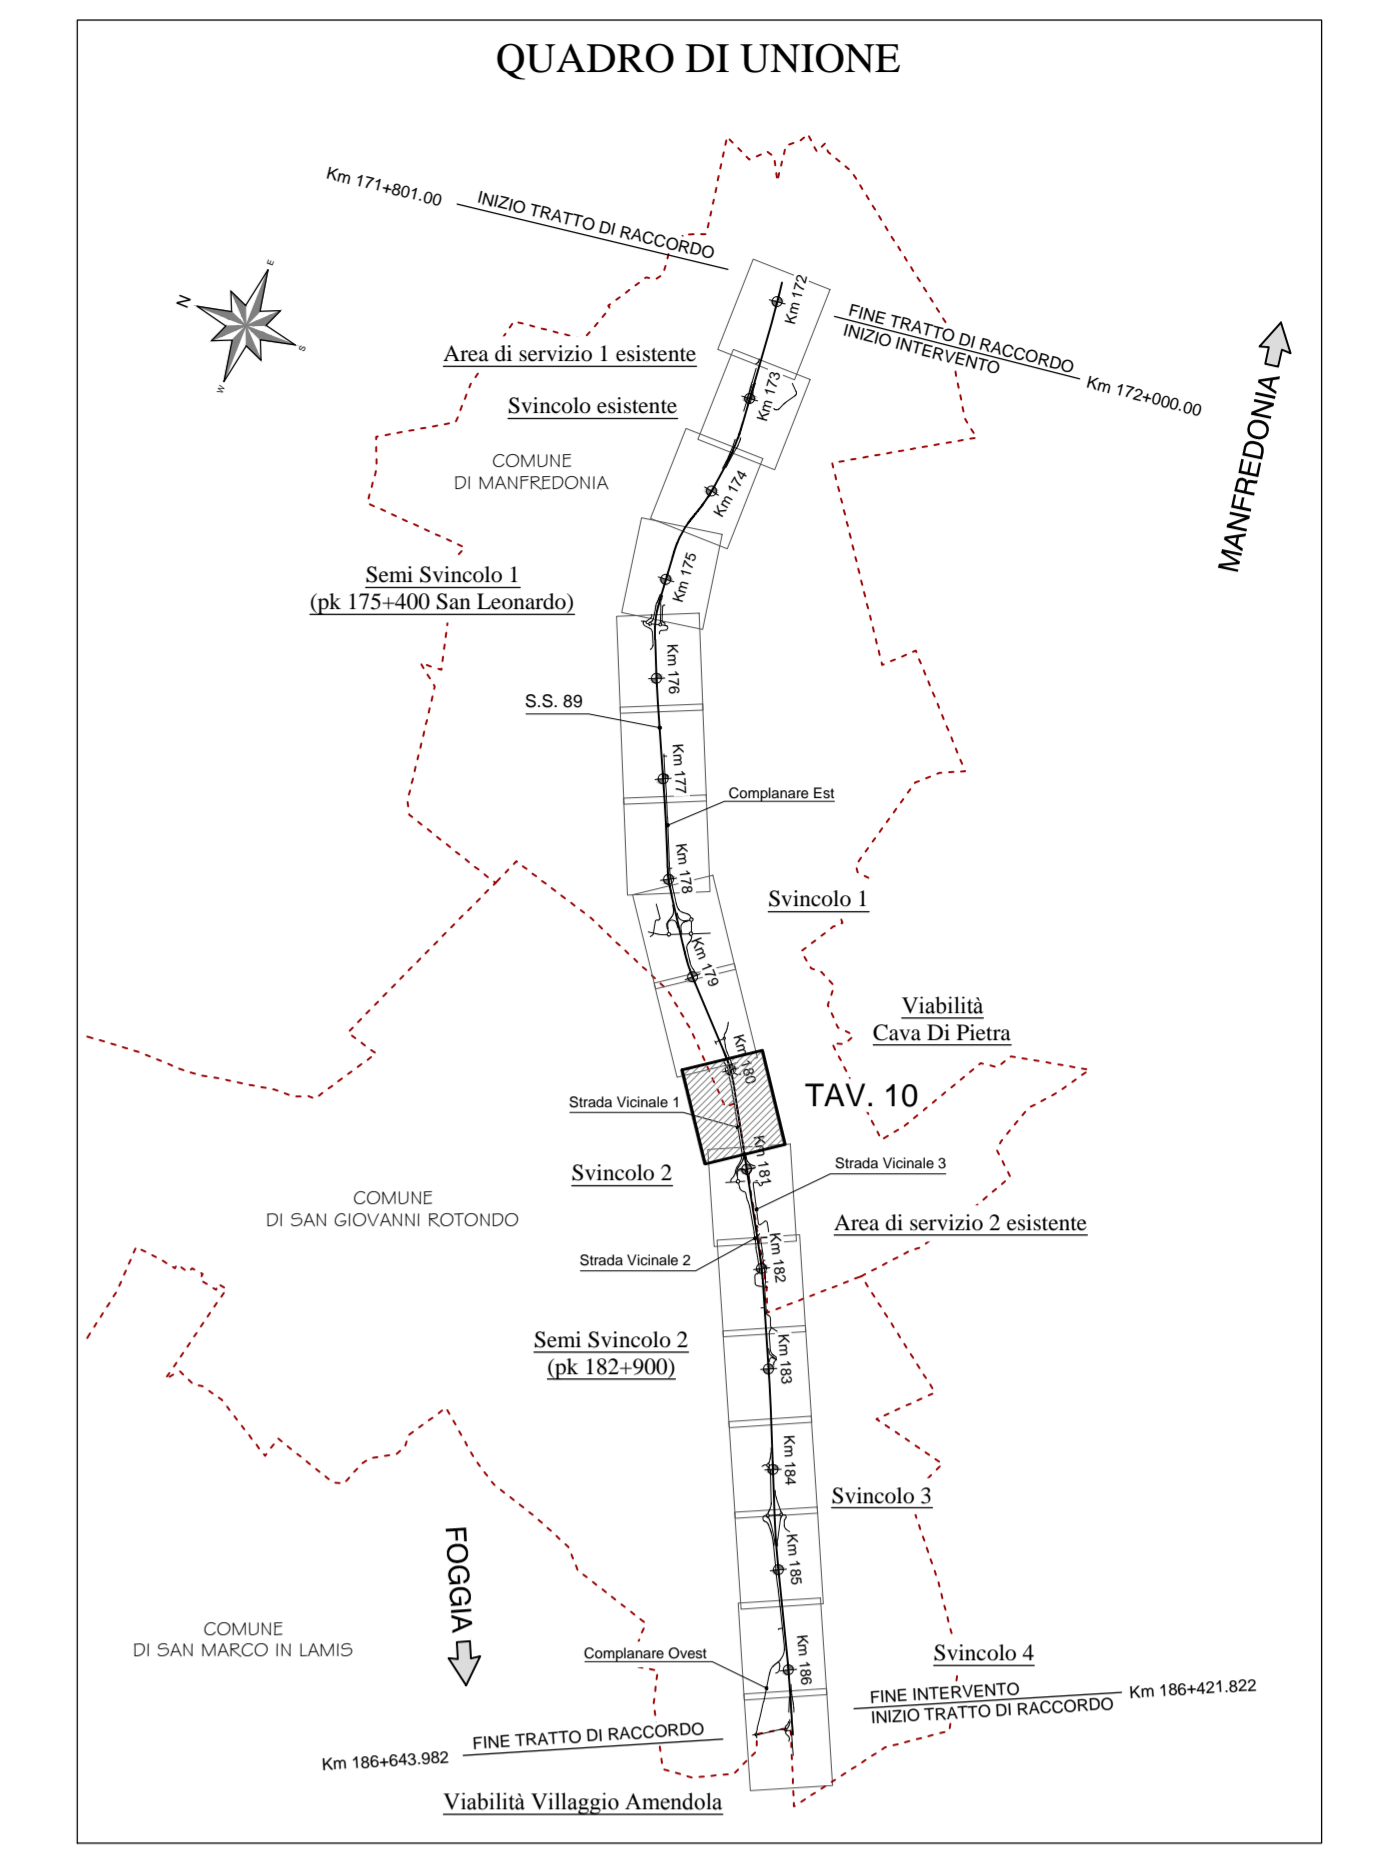 QUADRO DI UNIONE
Km 171+801.00
INIZIO TRATTO DI RACCORDO
N
E
S
W
Km 172
FINE TRATTO DI RACCORDO
INIZIO INTERVENTO
Km 172+000.00
MANFREDONIA
Area di servizio 1 esistente
Km 173
Svincolo esistente
COMUNE
DI MANFREDONIA
Km 174
Semi Svincolo 1
(pk 175+400 San Leonardo)
Km 175
Km 176
S.S. 89
Km 177
Complanare Est
Km 178
Svincolo 1
Km 179
Viabilità
Cava Di Pietra
Km 180
TAV. 10
Strada Vicinale 1
Svincolo 2
Km 181
Strada Vicinale 3
COMUNE
DI SAN GIOVANNI ROTONDO
Area di servizio 2 esistente
Strada Vicinale 2
Km 182
Semi Svincolo 2
(pk 182+900)
Km 183
Km 184
Svincolo 3
FOGGIA
Km 185
COMUNE
DI SAN MARCO IN LAMIS
Complanare Ovest
Km 186
Svincolo 4
FINE INTERVENTO
INIZIO TRATTO DI RACCORDO
Km 186+421.822
FINE TRATTO DI RACCORDO
Km 186+643.982
Viabilità Villaggio Amendola